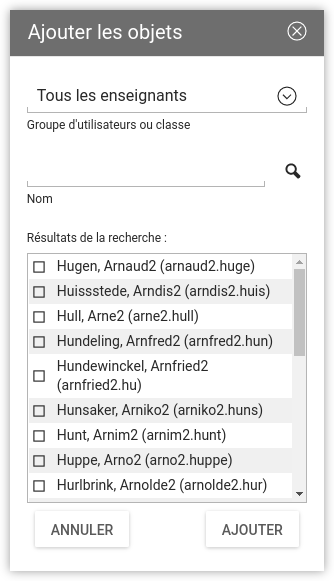 Ajouter les objets
Tous les enseignants
Groupe d'utilisateurs ou classe
Nom
Résultats de la recherche :
Hugen, Arnaud2 (arnaud2.huge)
Huissstede, Arndis2 (arndis2.huis)
Hull, Arne2 (arne2.hull)
Hundeling, Arnfred2 (arnfred2.hun)
Hundewinckel, Arnfried2
(arnfried2.hu)
Hunsaker, Arniko2 (arniko2.huns)
Hunt, Arnim2 (arnim2.hunt)
Huppe, Arno2 (arno2.huppe)
Hurlbrink, Arnolde2 (arnolde2.hur)
ANNULER
AJOUTER